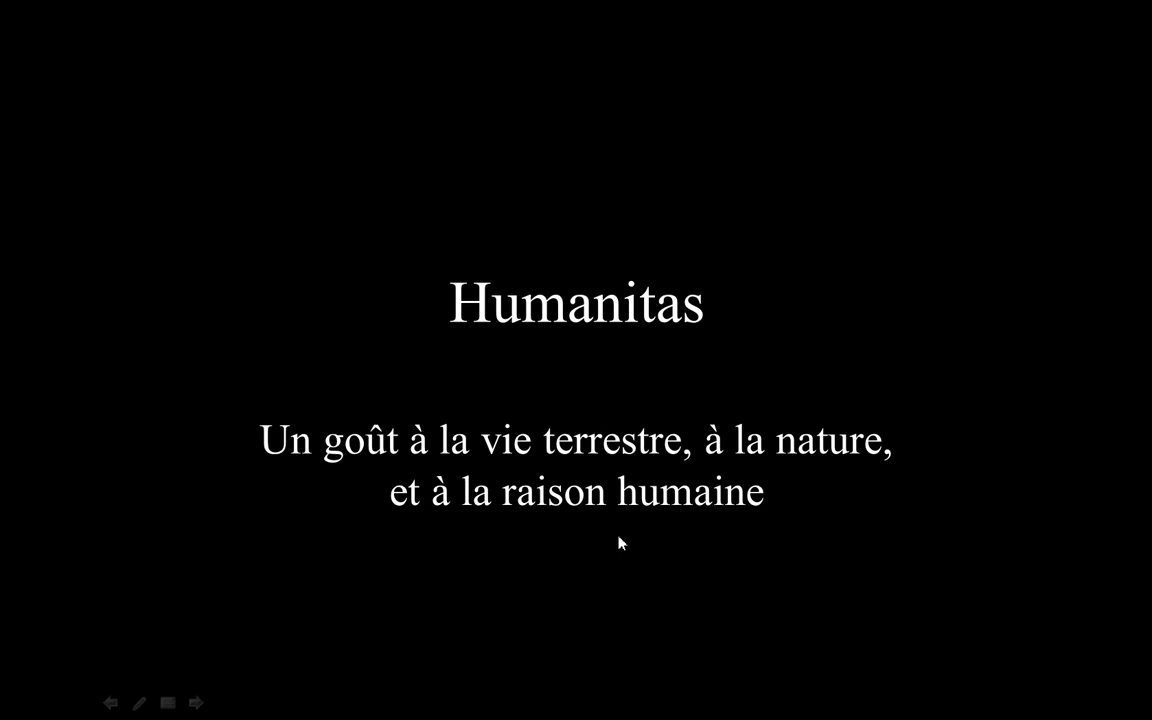 Humanitas
Un goût à la vie terrestre, à la nature,
et à la raison humaine